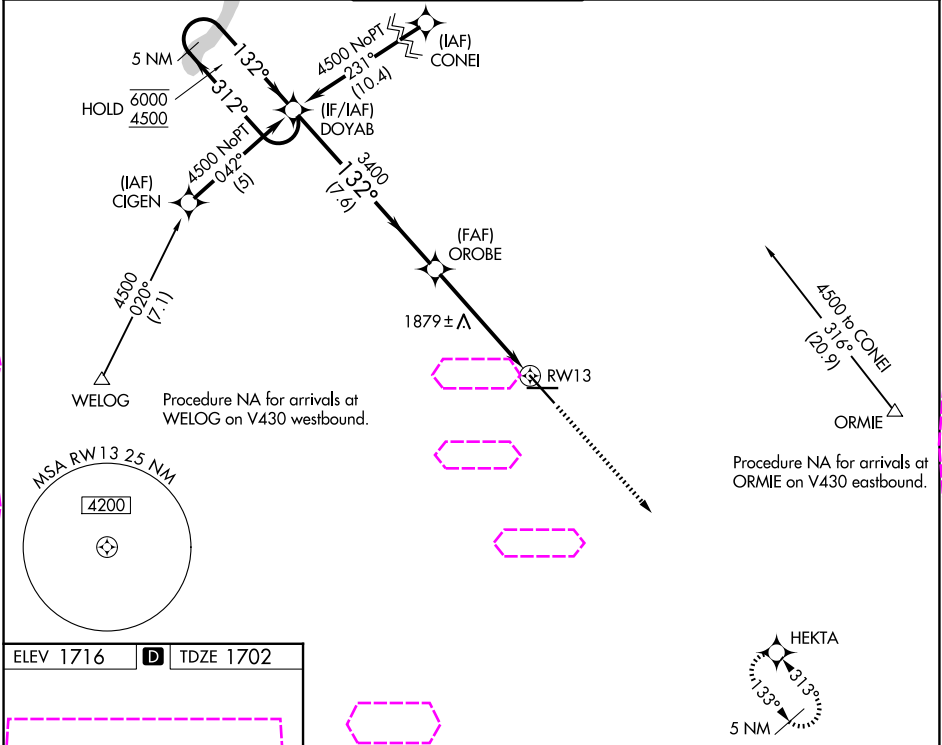 4500 NoPT
231°
(10.4)
(IAF)
CONEI
5 NM
132°
312°
HOLD
6000
4500
(IF/IAF)
DOYAB
4500 NoPT
042°
(5)
(IAF)
CIGEN
3400
132°
(7.6)
(FAF)
OROBE
4500
020°
(7.1)
1879±
4500 to CONEI
316°
(20.9)
RW13
WELOG
Procedure NA for arrivals at
WELOG on V430 westbound.
ORMIE
Procedure NA for arrivals at
ORMIE on V430 eastbound.
MSA RW13 25 NM
4200
HEKTA
313°
133°
5 NM
ELEV 1716
D
TDZE 1702